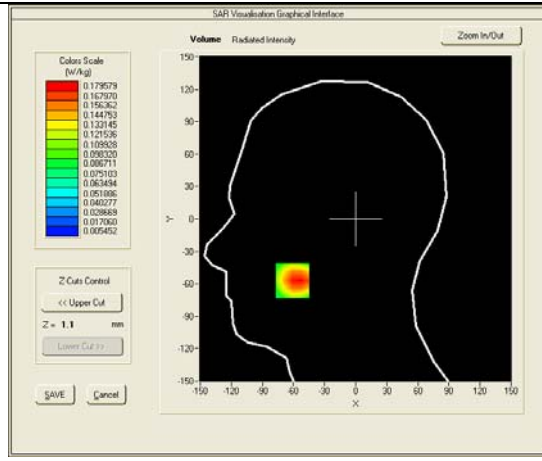 SAR Visualisation Graphical Interface
Volume Radiated Intensity
Zoom In/Out
Colors Scale
(W/kg)
0.179579
0.167970
0.156362
0.144753
0.133145
0.121536
0.109928
0.098320
0.086711
0.075103
0.063494
0.051886
0.040277
0.028669
0.017060
0.005452
Z Cuts Control
<< Upper Cut
Z = 1.1 mm
Lower Cut >>
SAVE Cancel
150-
120-
90-
60-
30-
Y 0-
-30-
-60-
-90-
-120-
-150-
-150 -120 -90 -60 -30 0 30 60 90 120 150
X